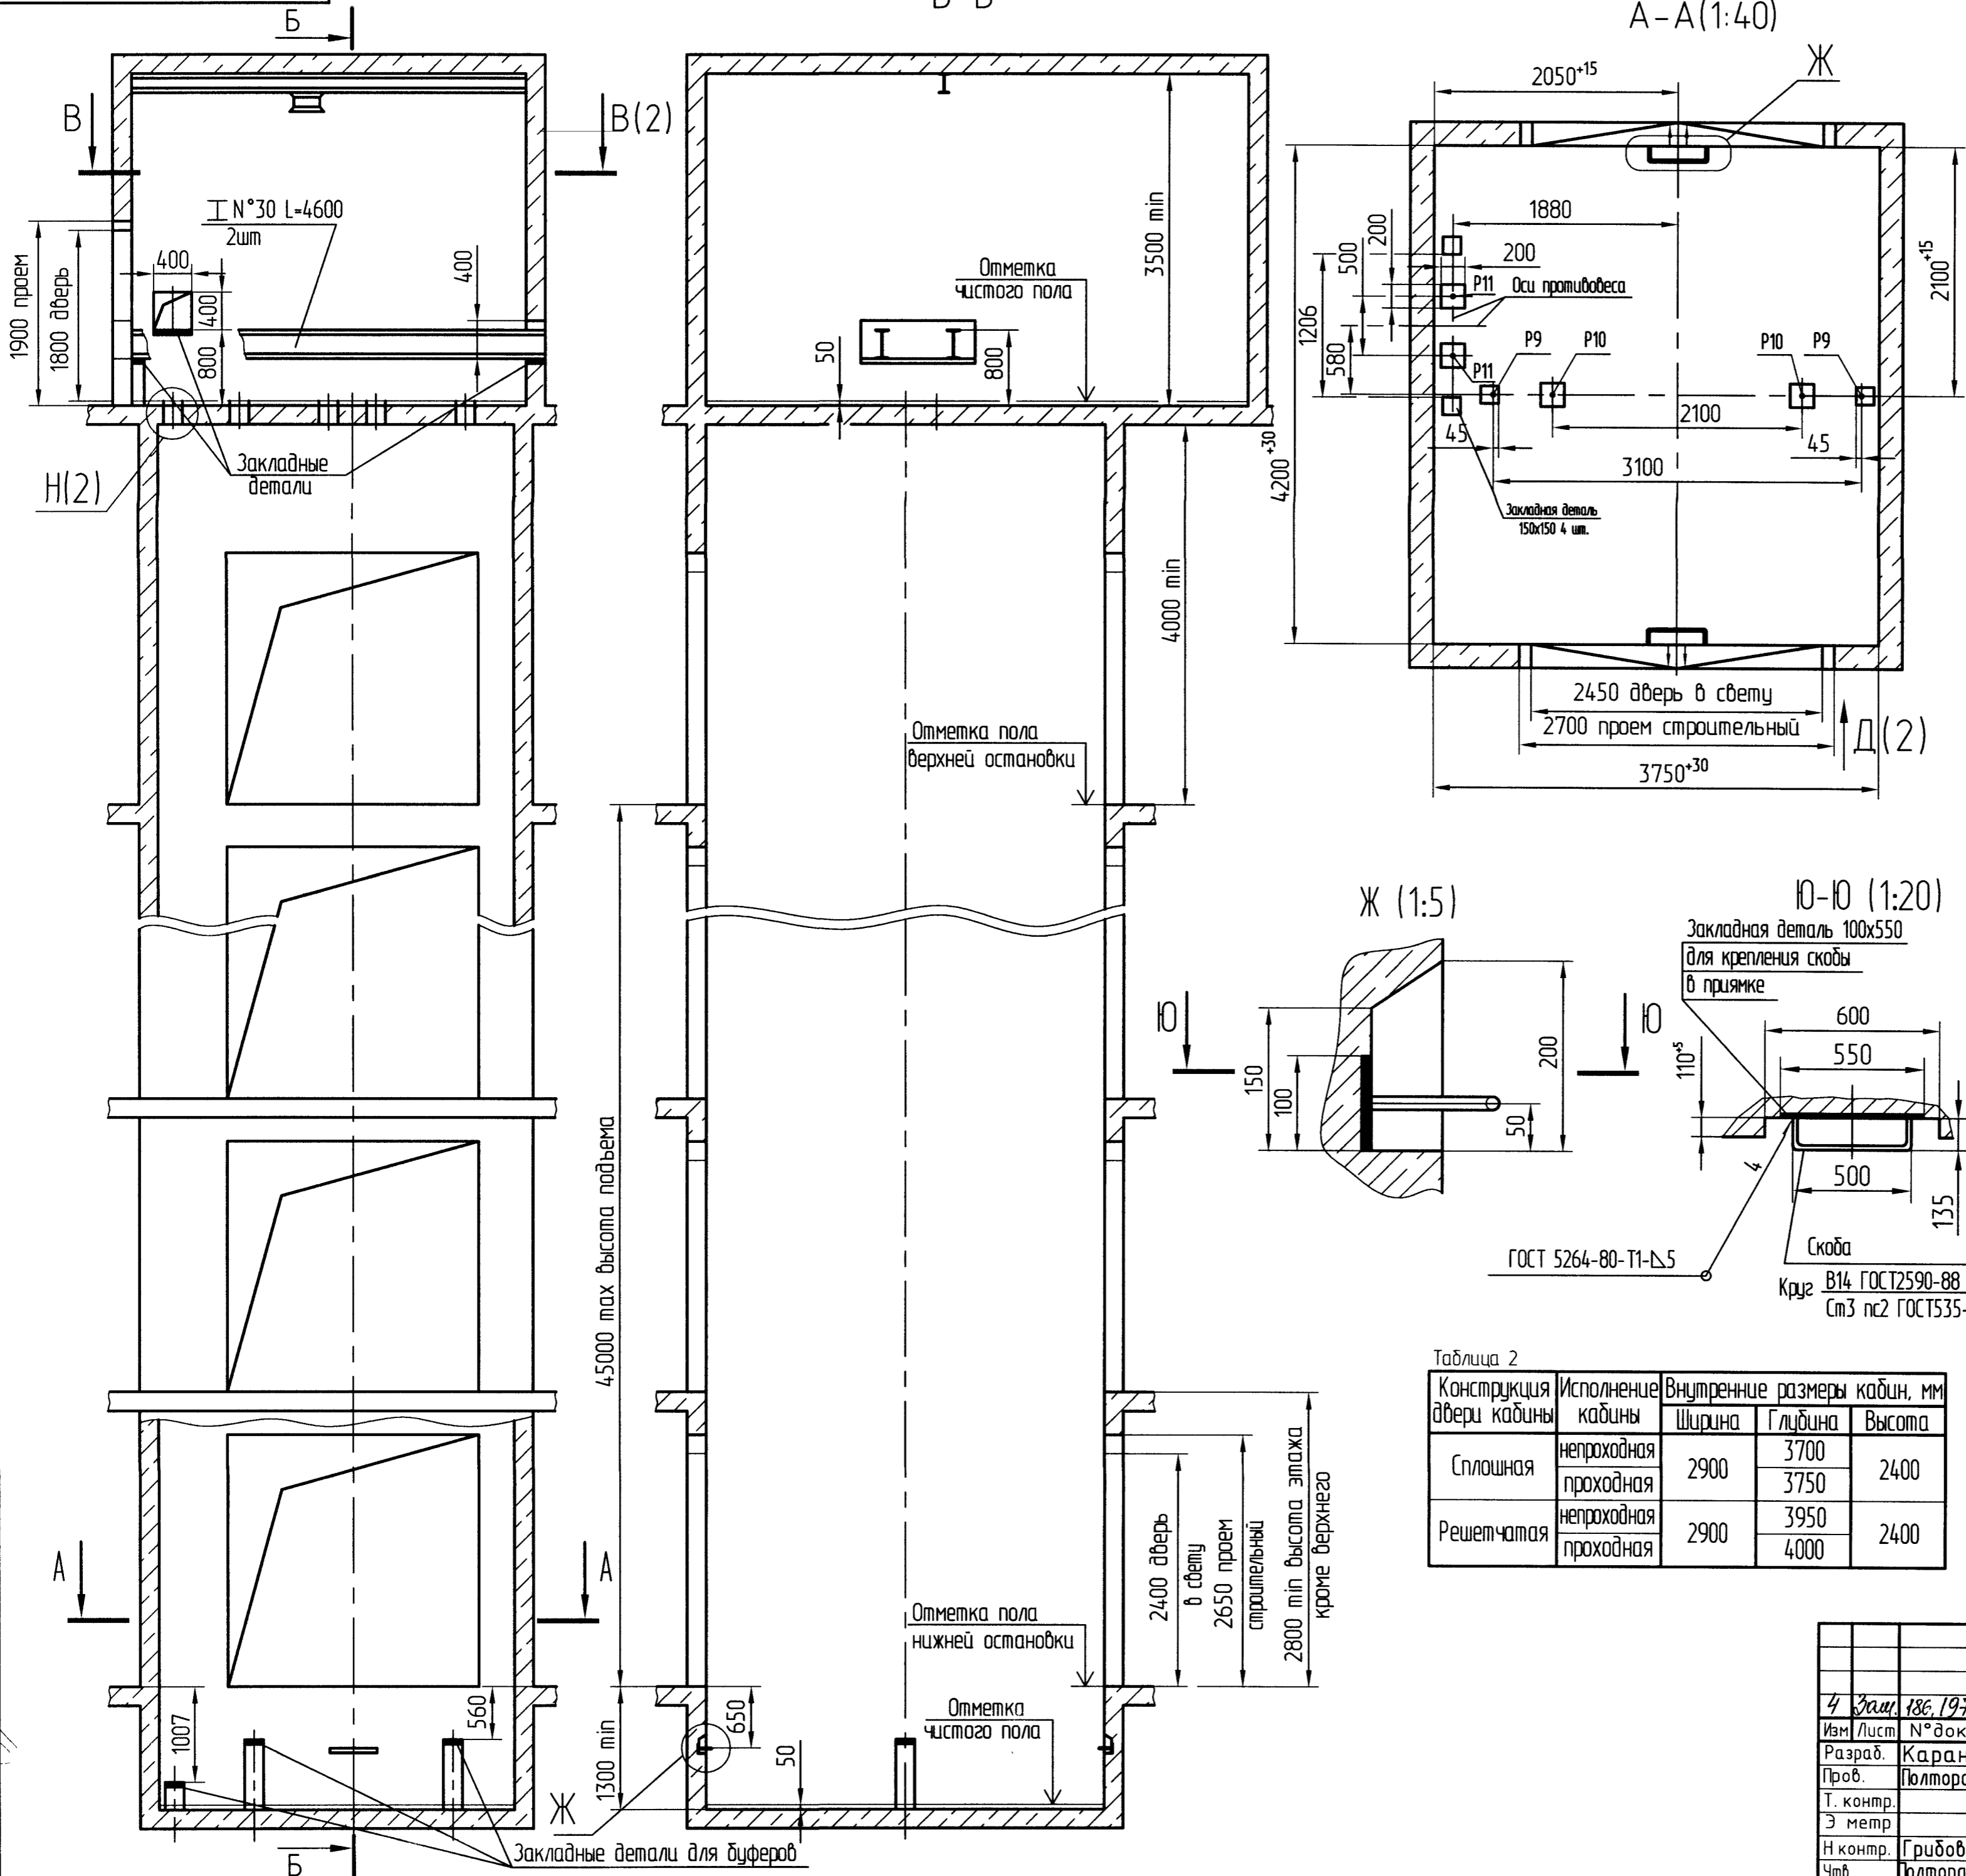 Б
В
В(2)
I N°30 L=4600
2шт
1900 проем
1800 дверь
400
400
800
400
Закладные
детали
Н(2)
А
А
1007
560
Закладные детали для буферов
Б
3500 min
Отметка
чистого пола
50
800
4000 min
Отметка пола
верхней остановки
45000 max высота подъема
2400 дверь
в свету
2650 проем
строительный
2800 min высота этажа
кроме верхнего
Отметка пола
нижней остановки
Отметка
чистого пола
650
1300 min
50
Ж
А-А(1:40)
Ж
2050+15
1880
200
500
200
1206
580
Р11
Оси противовеса
Р9
Р10
Р10
Р9
Р11
2100
45
45
3100
Закладная деталь
150х150 4 шт.
4200+30
2100+15
2450 дверь в свету
2700 проем строительный
3750+30
Д(2)
Ж (1:5)
Ю
Ю
150
100
200
50
Ю-Ю (1:20)
Закладная деталь 100х550
для крепления скобы
в приямке
600
550
110+5
500
135
4
ГОСТ 5264-80-Т1-⊿5
Скоба
Круг В14 ГОСТ2590-88
Ст3 пс2 ГОСТ535-
Таблица 2
Конструкция двери кабины Исполнение кабины Внутренние размеры кабин, мм
Ширина Глубина Высота
Сплошная непроходная 2900 3700 2400
проходная 3750
Решетчатая непроходная 2900 3950 2400
проходная 4000
4 Зам. 186.197
Изм Лист N°док
Разраб. Каран
Пров. Полтора
Т. контр.
Э метр
Н контр. Грибов
Утв. Полтора